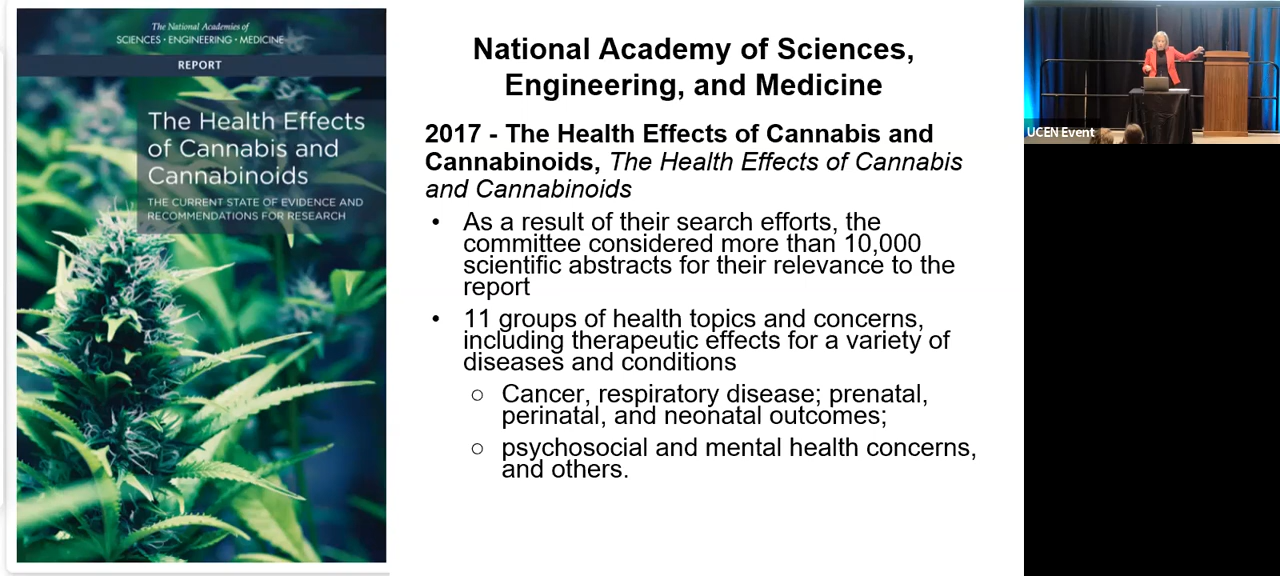 The National Academies of
SCIENCES • ENGINEERING • MEDICINE
REPORT
The Health Effects
of Cannabis and
Cannabinoids
THE CURRENT STATE OF EVIDENCE AND
RECOMMENDATIONS FOR RESEARCH
National Academy of Sciences,
Engineering, and Medicine
2017 - The Health Effects of Cannabis and
Cannabinoids, The Health Effects of Cannabis
and Cannabinoids
• As a result of their search efforts, the
committee considered more than 10,000
scientific abstracts for their relevance to the
report
• 11 groups of health topics and concerns,
including therapeutic effects for a variety of
diseases and conditions
○ Cancer, respiratory disease; prenatal,
perinatal, and neonatal outcomes;
○ psychosocial and mental health concerns,
and others.
UCEN Event